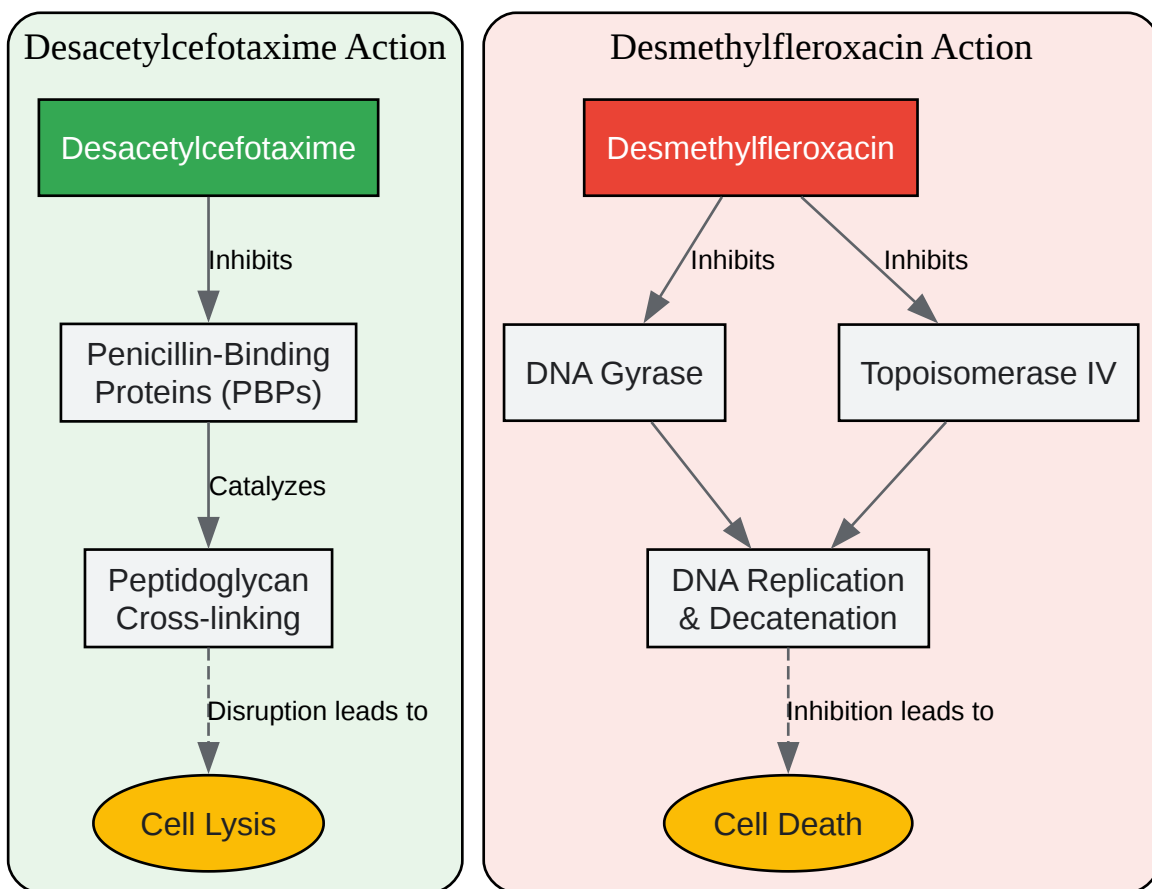 Desacetylcefotaxime Action
Desacetylcefotaxime
Inhibits
Penicillin-Binding
Proteins (PBPs)
Catalyzes
Peptidoglycan
Cross-linking
Disruption leads to
Cell Lysis
Desmethylfleroxacin Action
Desmethylfleroxacin
Inhibits
Inhibits
DNA Gyrase
Topoisomerase IV
DNA Replication
& Decatenation
Inhibition leads to
Cell Death